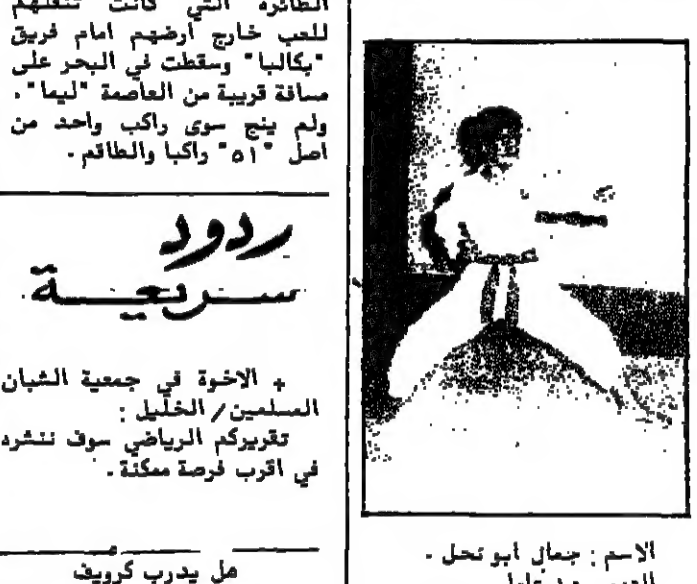 الطائرة التي كانت تنقلهم
للعب خارج أرضهم امام فريق
"بكالبا" وسقطت في البحر على
مسافة قريبة من العاصمة "ليما".
ولم ينج سوى راكب واحد من
اصل "٥١" راكبا والطاقم.
ردود
سريعة
+ الاخوة في جمعية الشبان
المسلمين/ الخليل :
تقريركم الرياضي سوف ننشره
في اقرب فرصة ممكنة.
هل يدرب كرويف
الاسم : جمال ابو نحل.